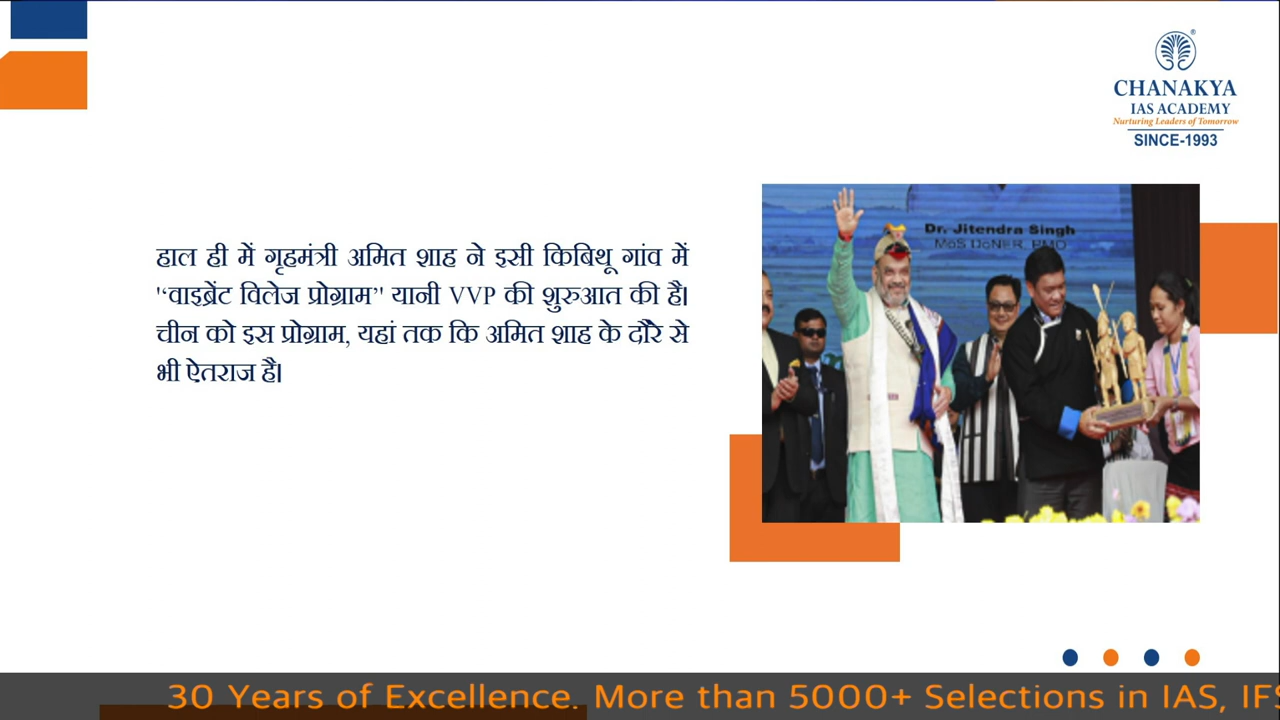 CHANAKYA
IAS ACADEMY
Nurturing Leaders of Tomorrow
SINCE-1993
Dr. Jitendra Singh
MoS DoNER, PMO
हाल ही में गृहमंत्री अमित शाह ने इसी किबिथू गांव में
"“वाइब्रेंट विलेज प्रोग्राम”" यानी VVP की शुरुआत की है।
चीन को इस प्रोग्राम, यहां तक कि अमित शाह के दौरे से
भी ऐतराज है।
30 Years of Excellence. More than 5000+ Selections in IAS, IFS